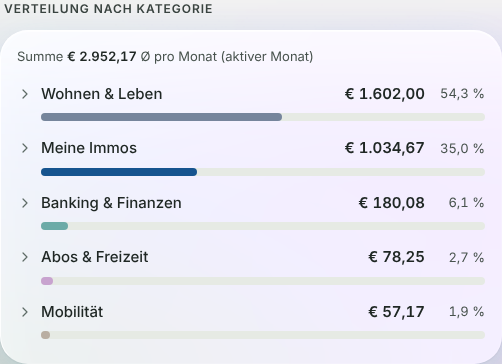 VERTEILUNG NACH KATEGORIE
Summe € 2.952,17 Ø pro Monat (aktiver Monat)
Wohnen & Leben € 1.602,00 54,3 %
Meine Immos € 1.034,67 35,0 %
Banking & Finanzen € 180,08 6,1 %
Abos & Freizeit € 78,25 2,7 %
Mobilität € 57,17 1,9 %